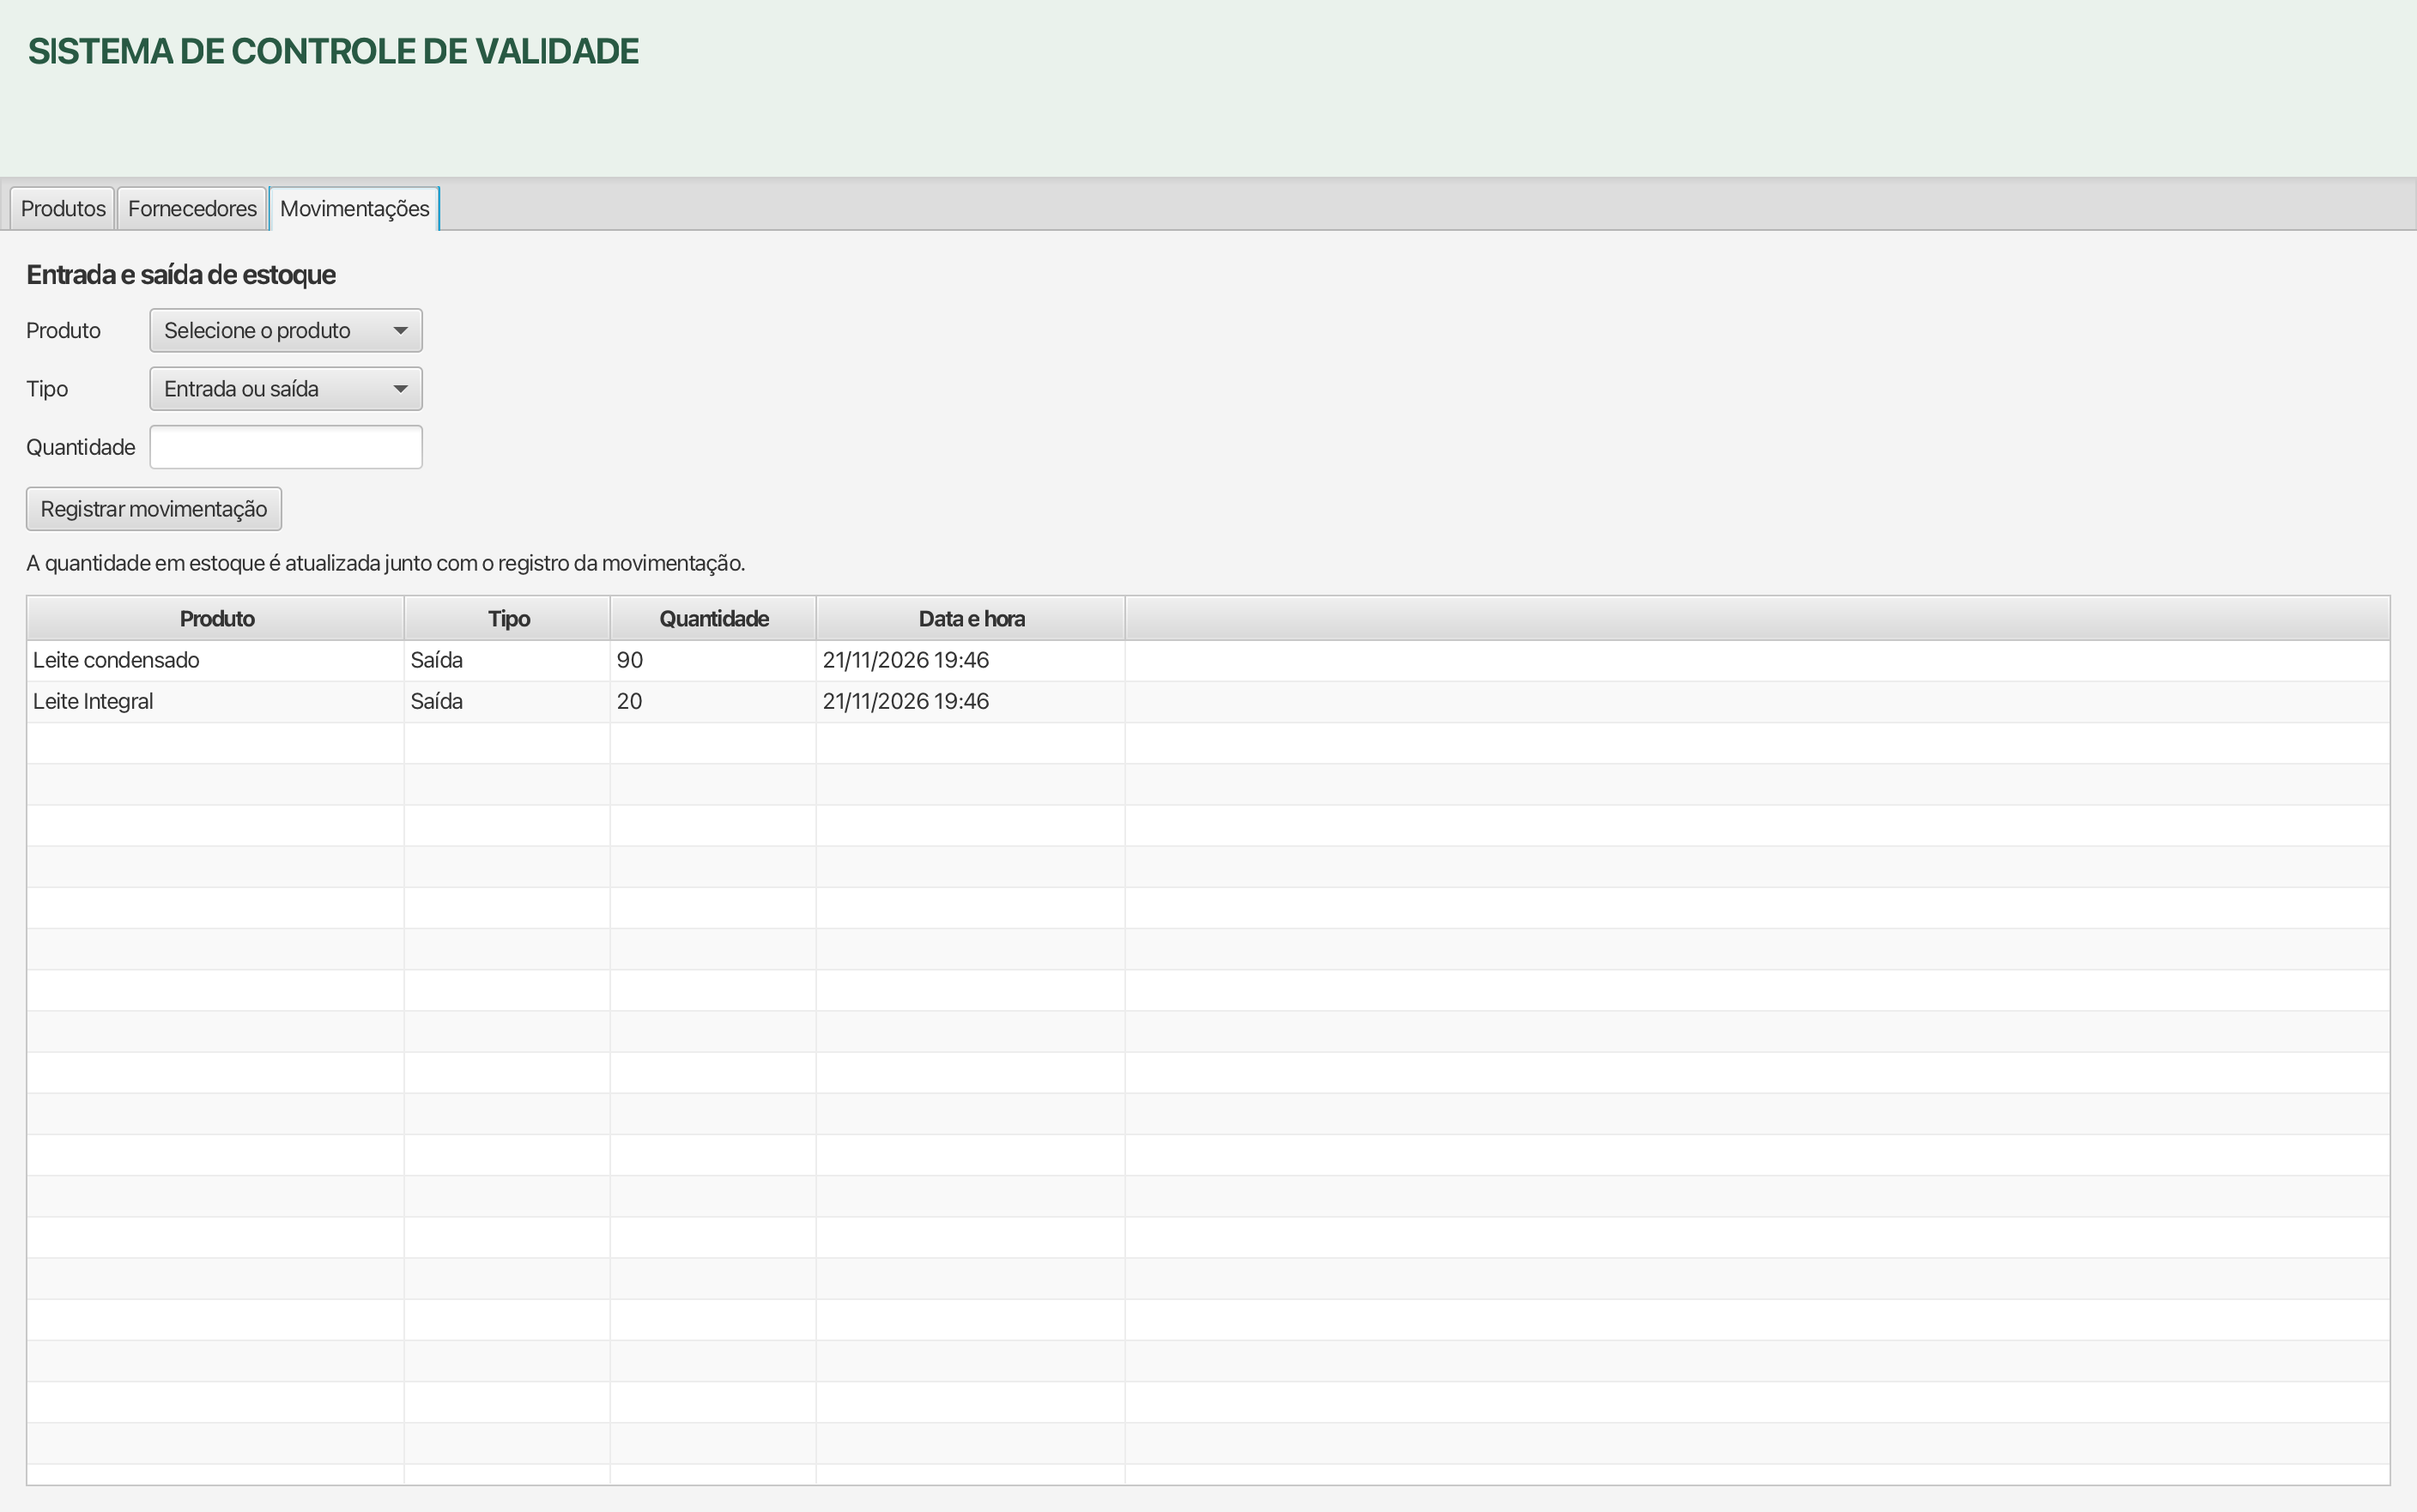 SISTEMA DE CONTROLE DE VALIDADE
Produtos Fornecedores Movimentações
Entrada e saída de estoque
Produto Selecione o produto
Tipo Entrada ou saída
Quantidade
Registrar movimentação
A quantidade em estoque é atualizada junto com o registro da movimentação.
Produto Tipo Quantidade Data e hora
Leite condensado Saída 90 21/11/2026 19:46
Leite Integral Saída 20 21/11/2026 19:46